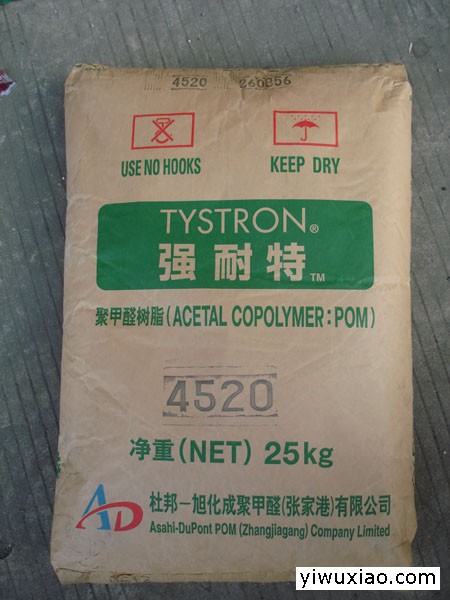 4520 260356
USE NO HOOKS KEEP DRY
TYSTRON®
强耐特™
聚甲醛树脂(ACETAL COPOLYMER:POM)
4520
净重(NET) 25kg
AD 杜邦-旭化成聚甲醛(张家港)有限公司
Asahi-DuPont POM (Zhangjiagang) Company Limited
yiwuxiao.com